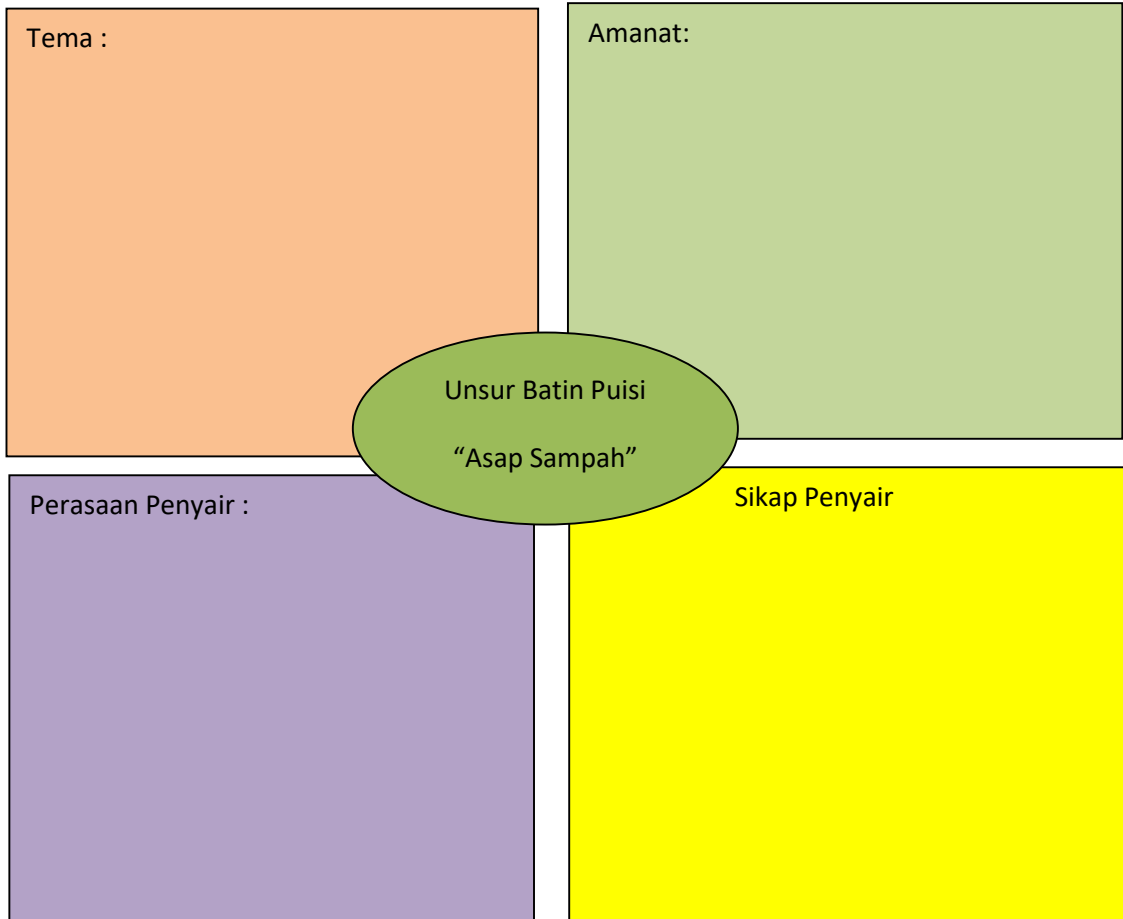 Tema :
Amanat:
Unsur Batin Puisi
“Asap Sampah”
Perasaan Penyair :
Sikap Penyair